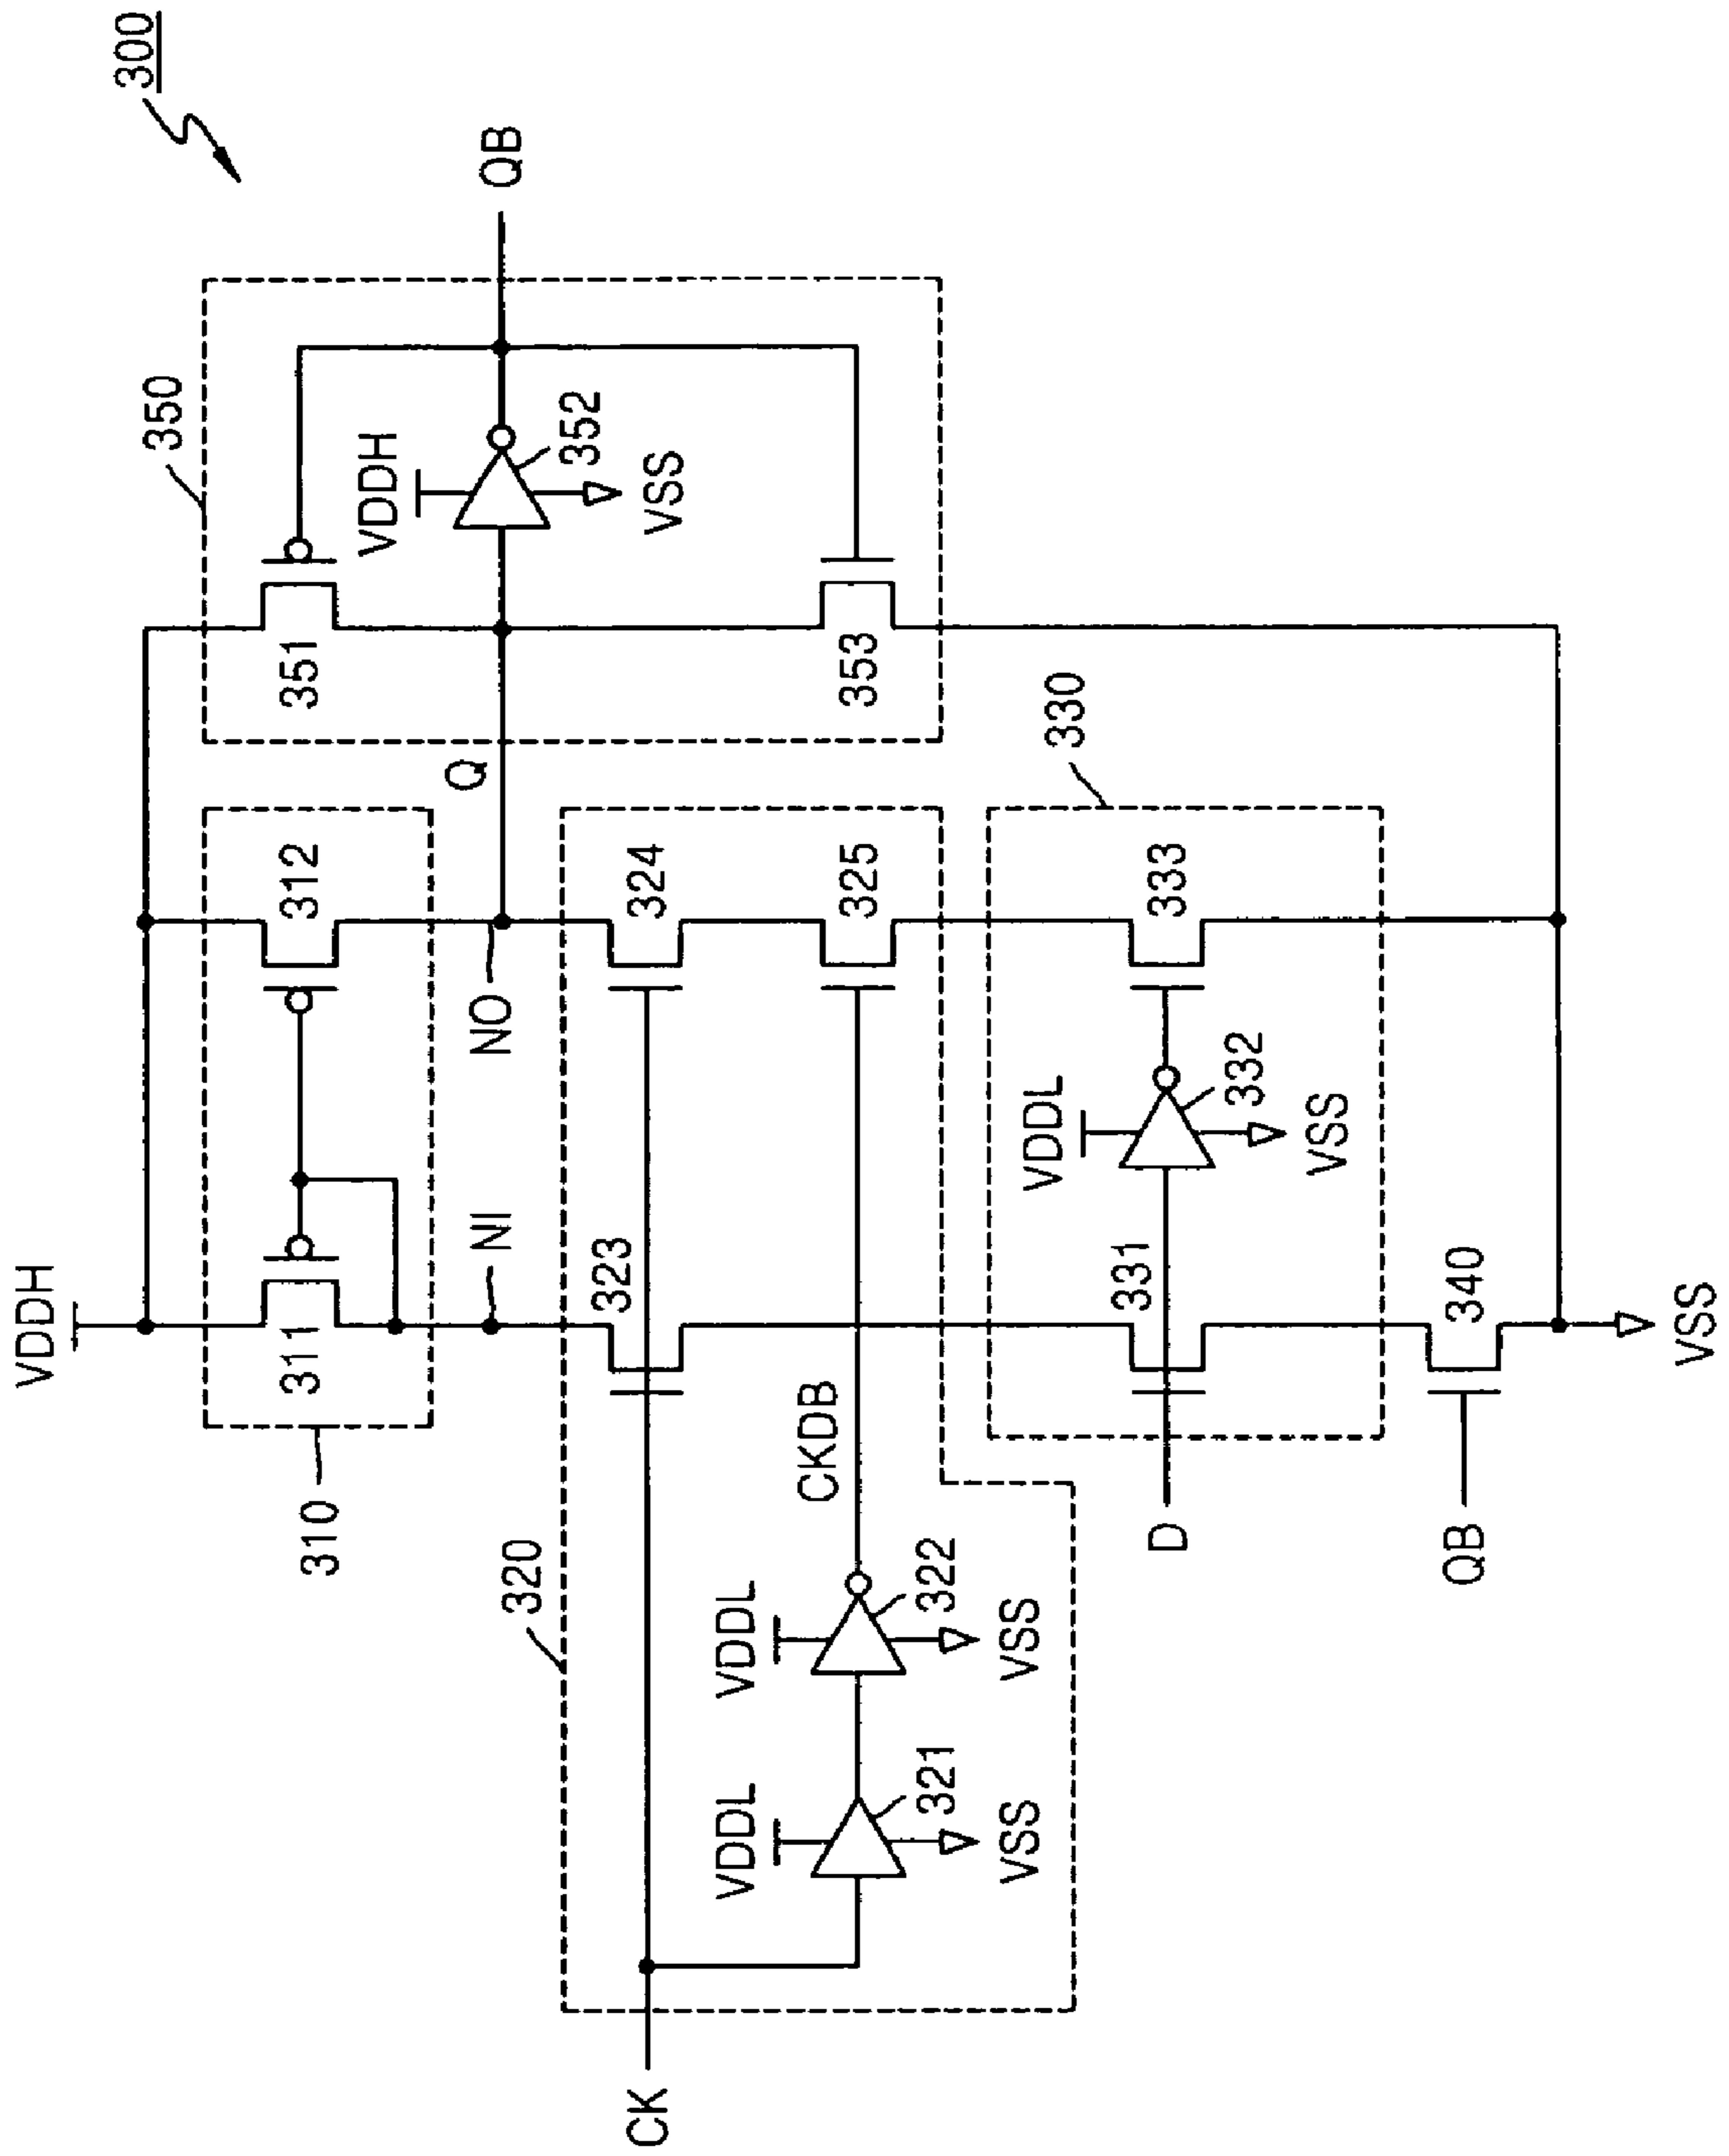 300
VDDH
310
311
312
NI
NO
Q
350
351
VDDH
352
VSS
353
QB
320
CK
323
324
325
VDDL
321
VSS
VDDL
322
VSS
CKDB
330
331
VDDL
332
VSS
333
D
QB
340
VSS